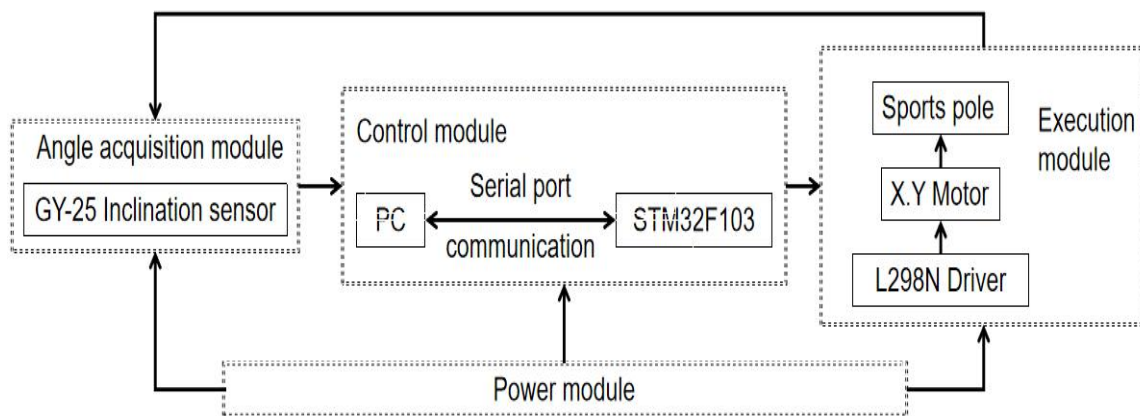 Angle acquisition module
GY-25 Inclination sensor
Control module
PC
Serial port
communication
STM32F103
Sports pole
X.Y Motor
L298N Driver
Execution
module
Power module